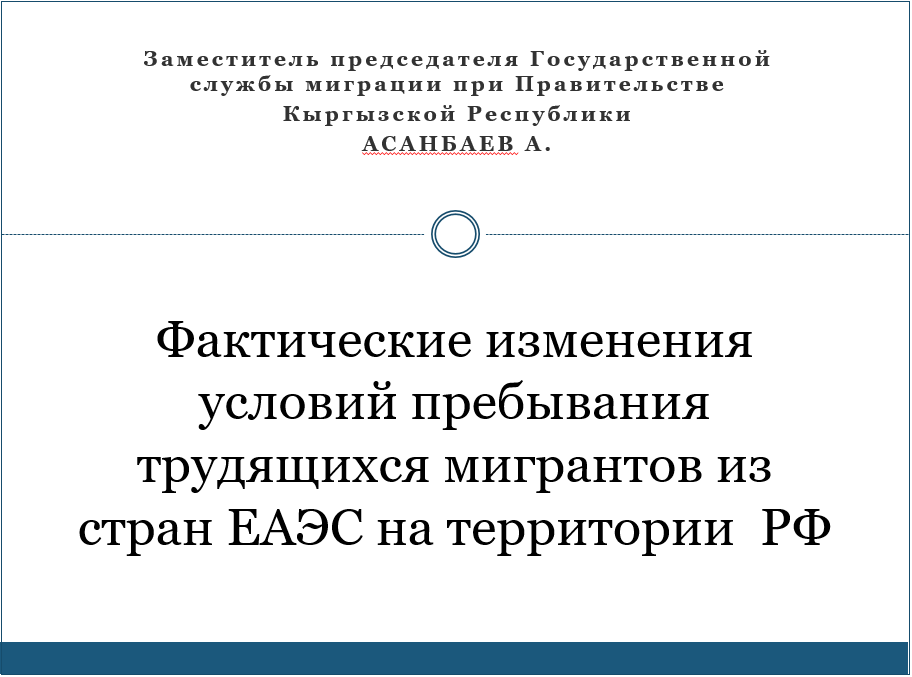 Заместитель председателя Государственной
службы миграции при Правительстве
Кыргызской Республики
АСАНБАЕВ А.
Фактические изменения
условий пребывания
трудящихся мигрантов из
стран ЕАЭС на территории  РФ